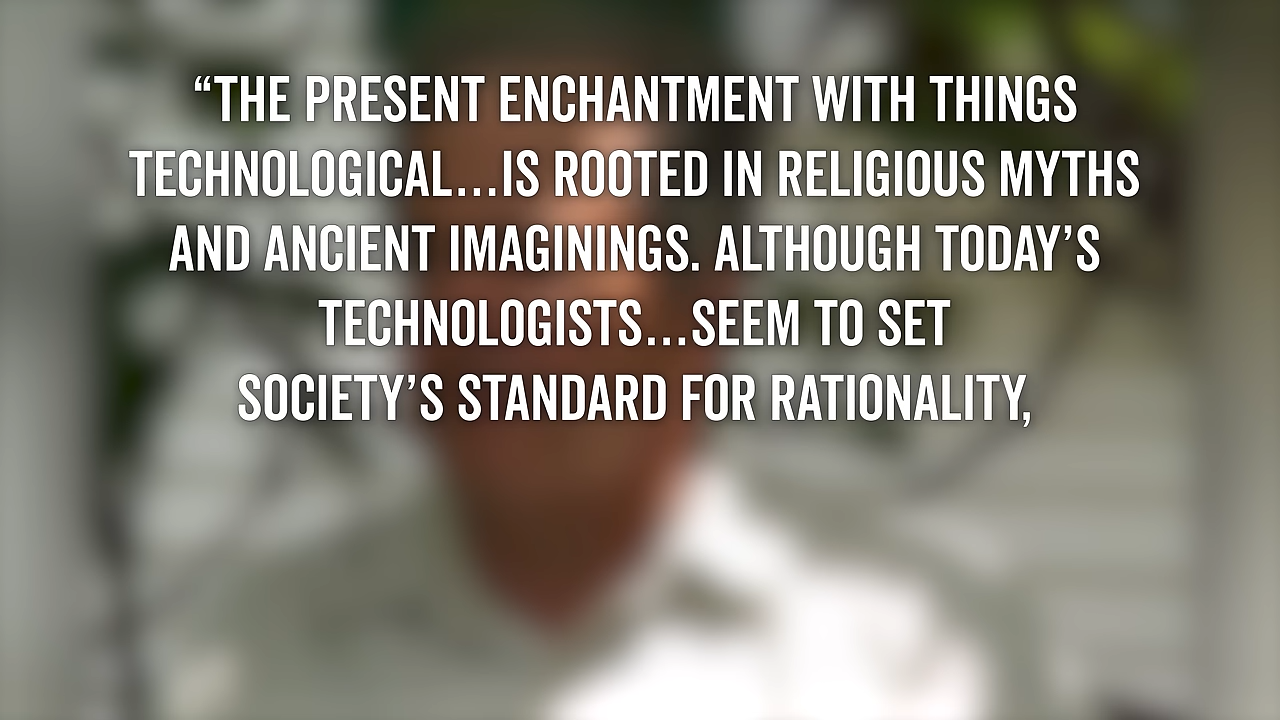 “THE PRESENT ENCHANTMENT WITH THINGS
TECHNOLOGICAL...IS ROOTED IN RELIGIOUS MYTHS
AND ANCIENT IMAGININGS. ALTHOUGH TODAY’S
TECHNOLOGISTS...SEEM TO SET
SOCIETY’S STANDARD FOR RATIONALITY,